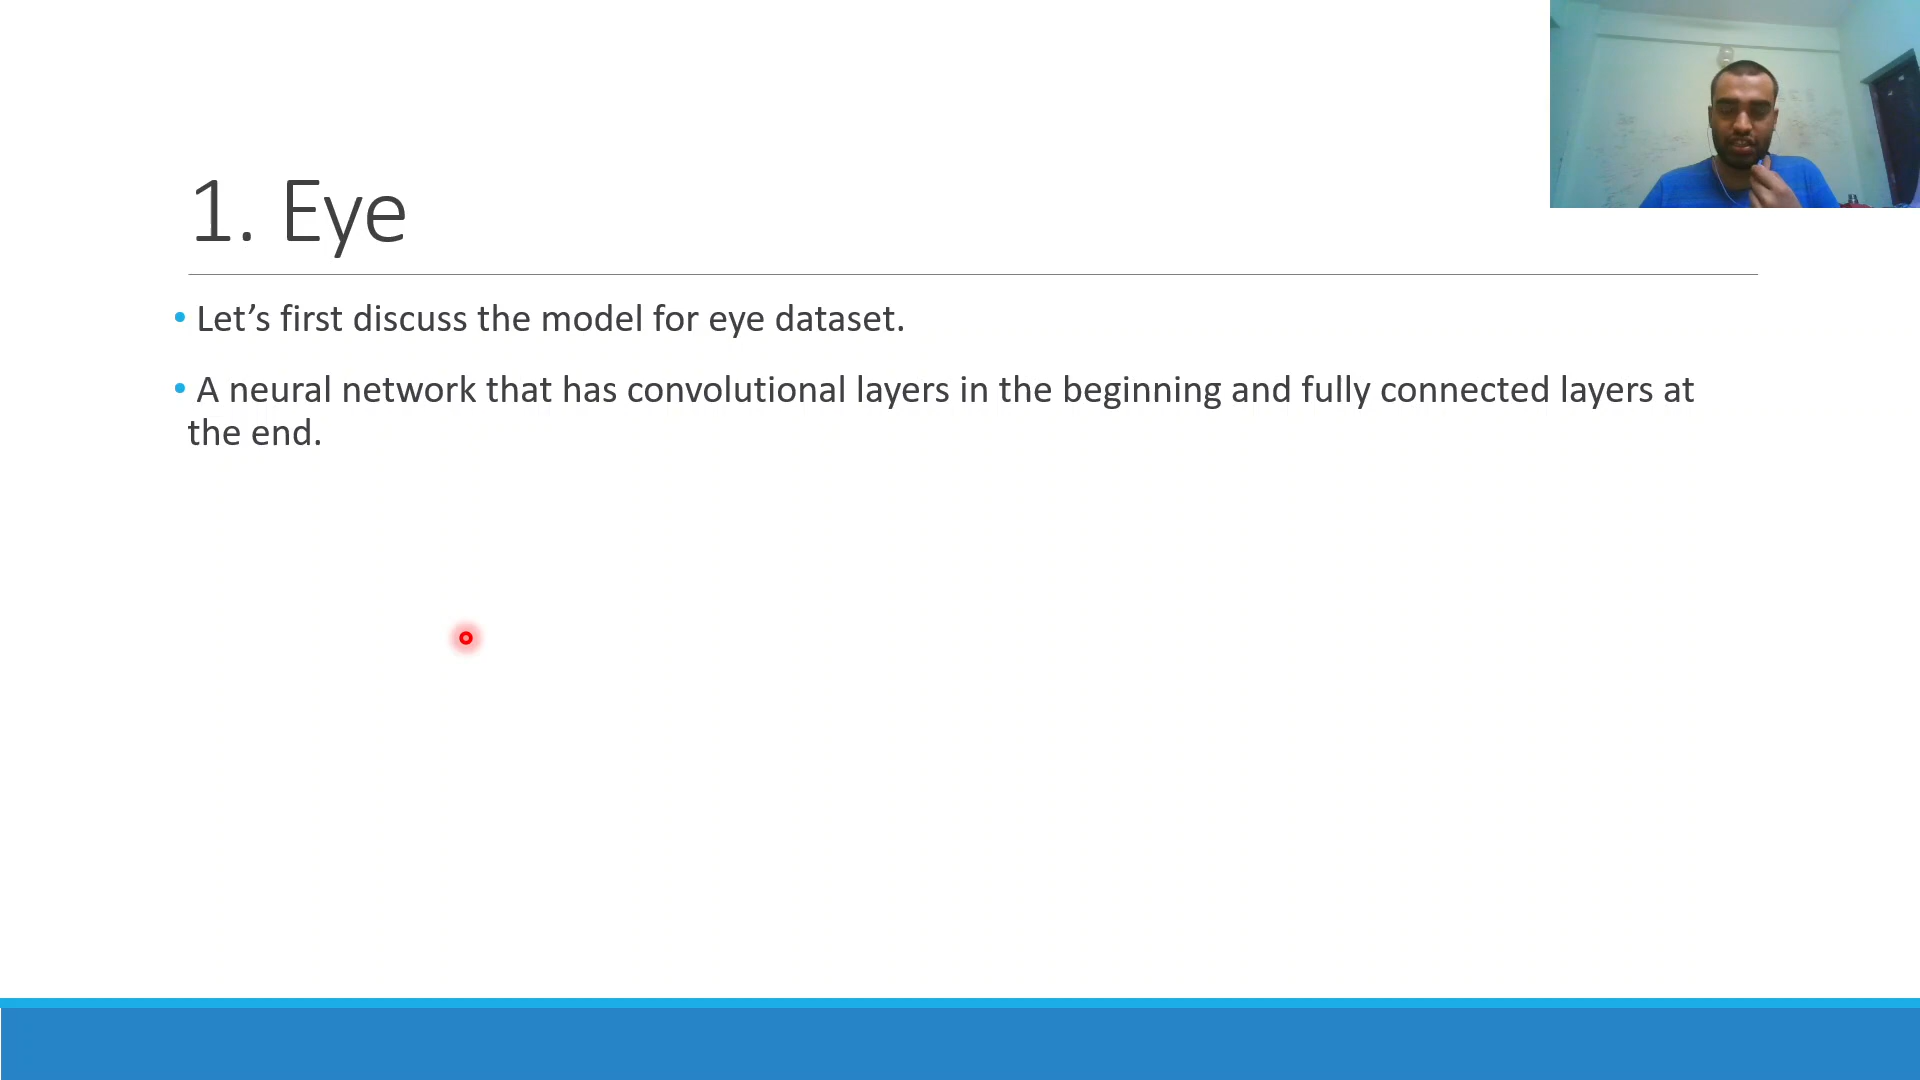 1. Eye
• Let’s first discuss the model for eye dataset.
• A neural network that has convolutional layers in the beginning and fully connected layers at
the end.